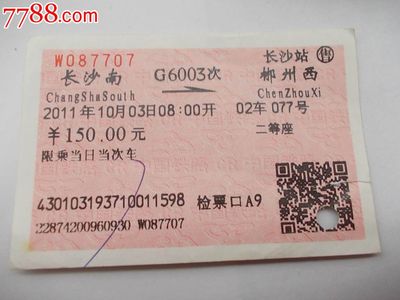 7788.com
W087707
长沙站 售
长沙南 G6003次 郴州西
ChangShaSouth ChenZhouXi
2011年10月03日08:00开 02车077号
￥150.00元 二等座
限乘当日当次车
430103193710011598 检票口A9
32874200960930 W087707